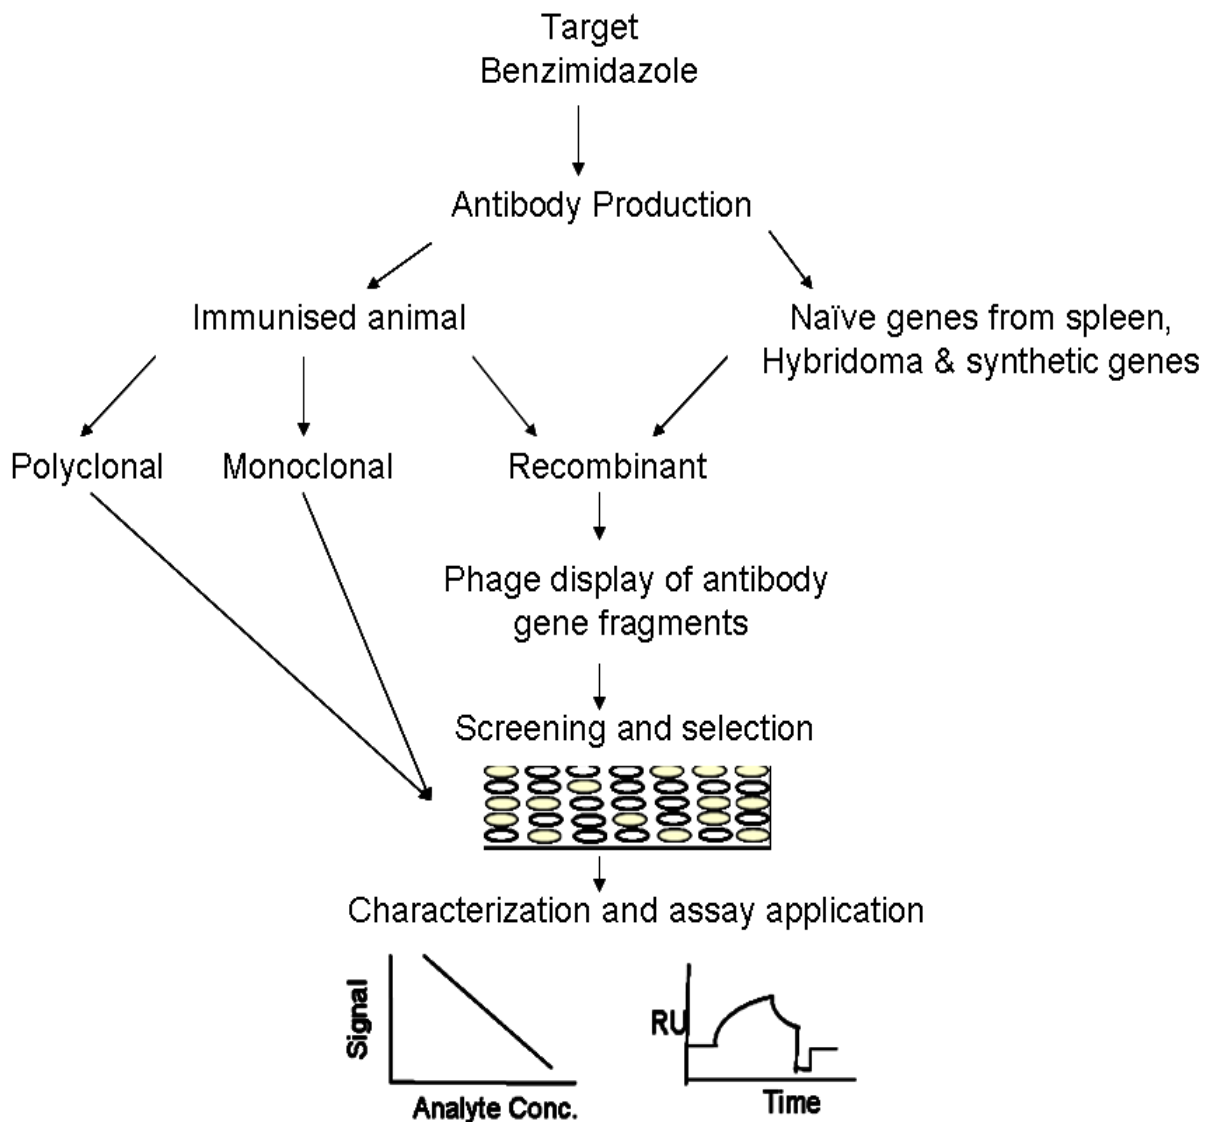 Target
Benzimidazole
Antibody Production
Immunised animal
Naïve genes from spleen,
Hybridoma & synthetic genes
Polyclonal
Monoclonal
Recombinant
Phage display of antibody
gene fragments
Screening and selection
Characterization and assay application
Signal
Analyte Conc.
RU
Time